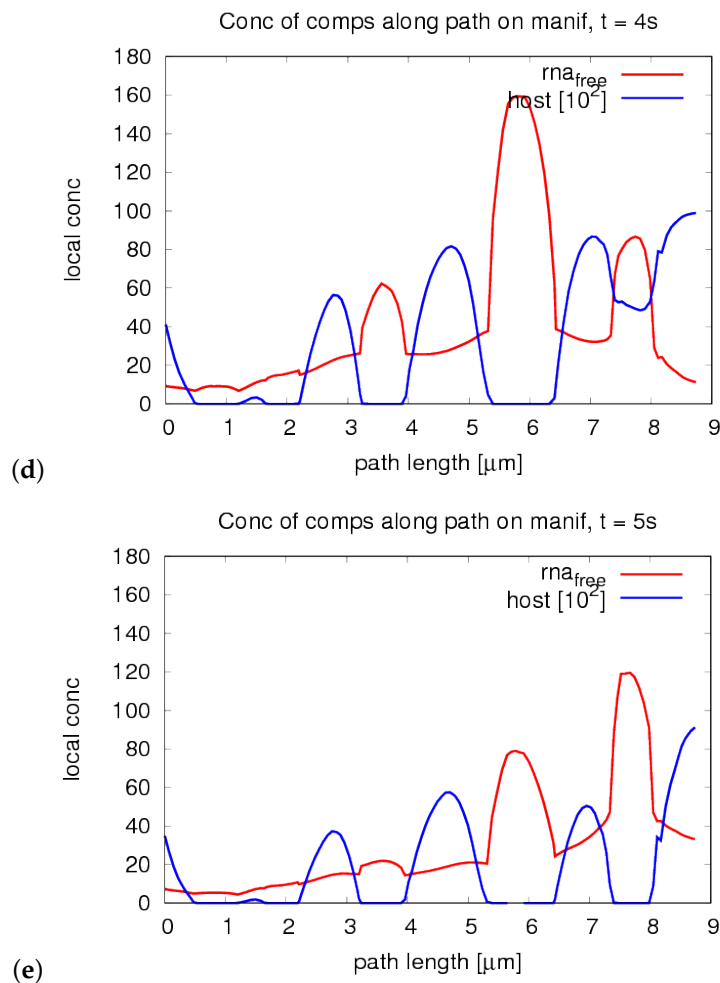 Conc of comps along path on manif, t = 4s
180
160
140
120
100
80
60
40
20
0
local conc
rna_free
host [10^2]
0 1 2 3 4 5 6 7 8 9
path length [μm]
(d)
Conc of comps along path on manif, t = 5s
180
160
140
120
100
80
60
40
20
0
local conc
rna_free
host [10^2]
0 1 2 3 4 5 6 7 8 9
path length [μm]
(e)